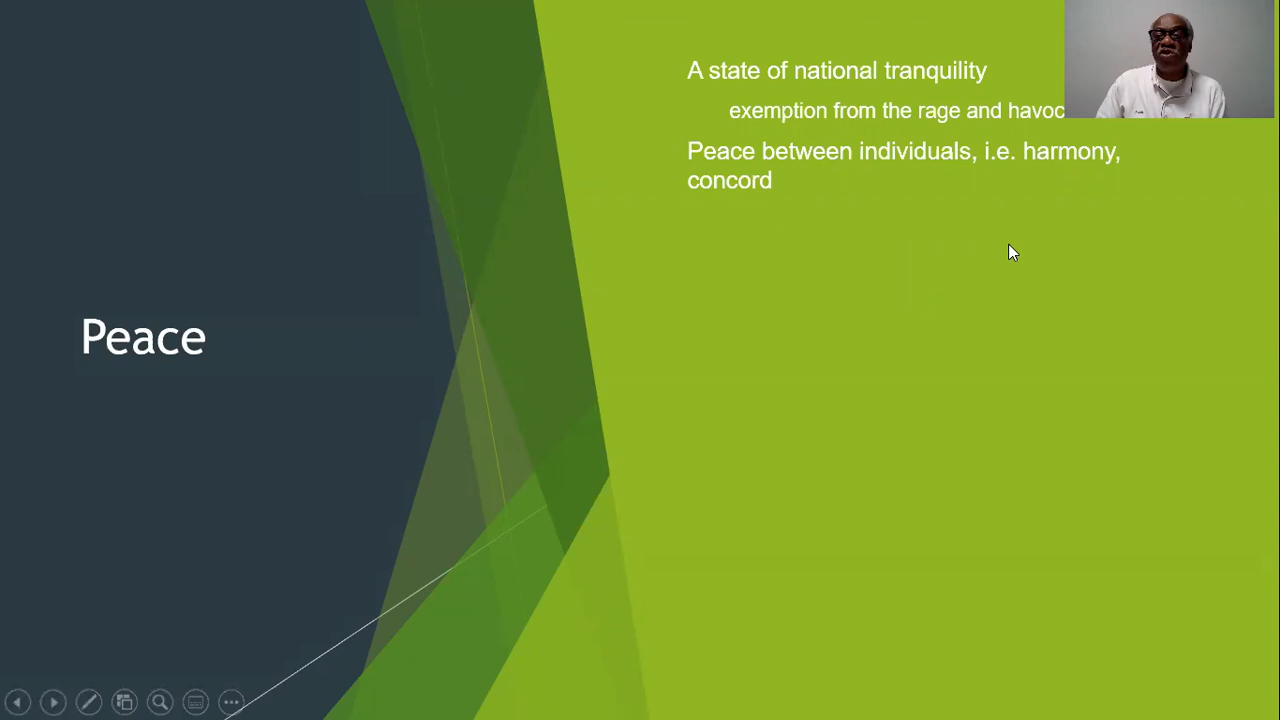 A state of national tranquility
exemption from the rage and havoc
Peace between individuals, i.e. harmony,
concord
Peace